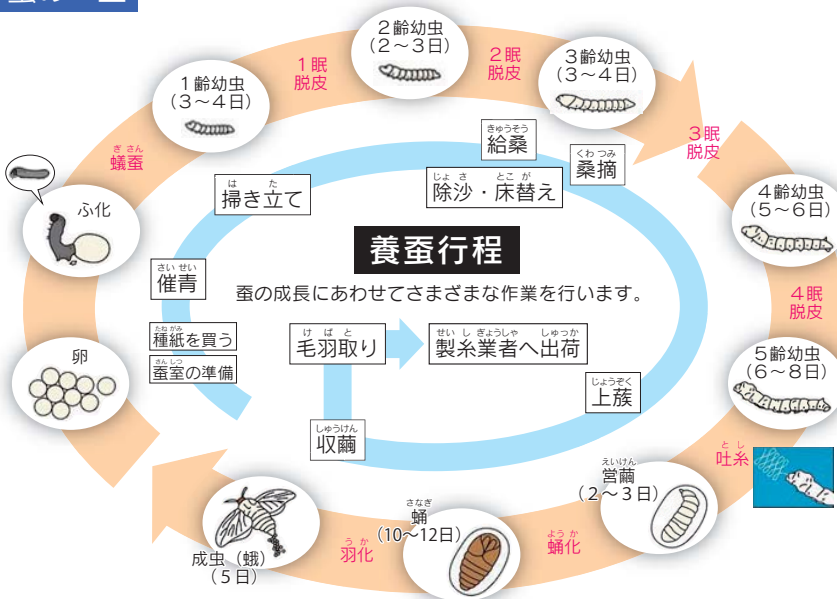 2齢幼虫
(2〜3日)
1眠
脱皮
2眠
脱皮
1齢幼虫
(3〜4日)
3齢幼虫
(3〜4日)
3眠
脱皮
ぎさん
蟻蚕
ふ化
卵
4齢幼虫
(5〜6日)
4眠
脱皮
5齢幼虫
(6〜8日)
とし
吐糸
えいけん
営繭
(2〜3日)
ようか
蛹化
さなぎ
蛹
(10〜12日)
うか
羽化
成虫(蛾)
(5日)
養蚕行程
蚕の成長にあわせてさまざまな作業を行います。
さんしつ
蚕室の準備
たねがみ
種紙を買う
さいせい
催青
はた
掃き立て
きゅうそう
給桑
くわつみ
桑摘
じょさ とこが
除沙・床替え
じょうぞく
上蔟
しゅうけん
収繭
けばと
毛羽取り
せいしぎょうしゃ しゅっか
製糸業者へ出荷